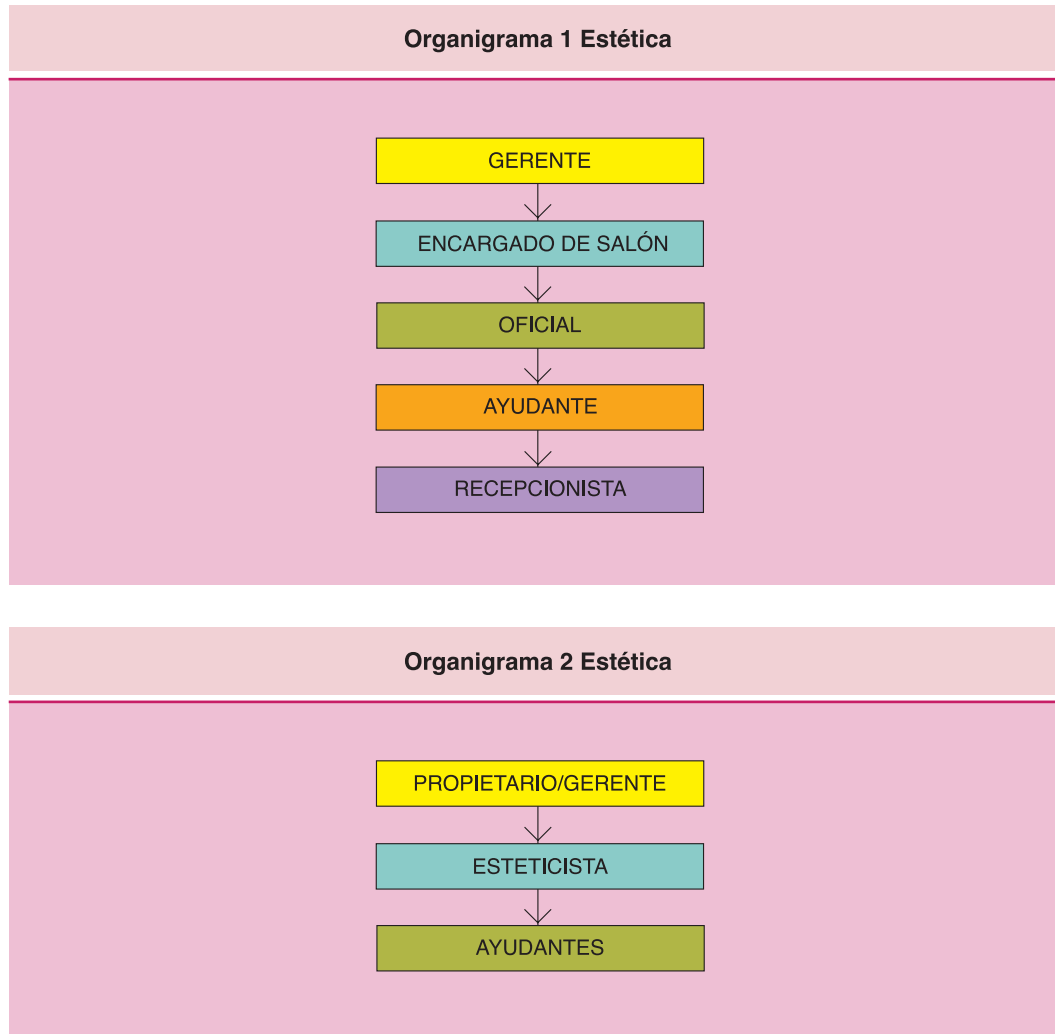 Organigrama 1 Estética
GERENTE
ENCARGADO DE SALÓN
OFICIAL
AYUDANTE
RECEPCIONISTA
Organigrama 2 Estética
PROPIETARIO/GERENTE
ESTETICISTA
AYUDANTES